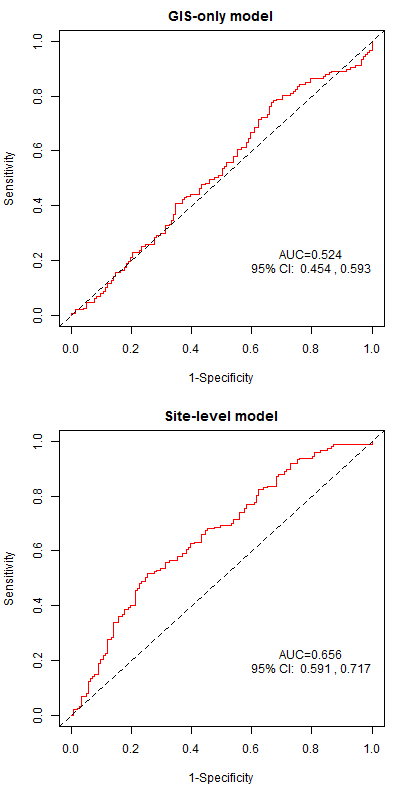 GIS-only model
1.0
0.8
0.6
0.4
0.2
0.0
Sensitivity
AUC=0.524
95% CI: 0.454 , 0.593
0.0 0.2 0.4 0.6 0.8 1.0
1-Specificity
Site-level model
1.0
0.8
0.6
0.4
0.2
0.0
Sensitivity
AUC=0.656
95% CI: 0.591 , 0.717
0.0 0.2 0.4 0.6 0.8 1.0
1-Specificity